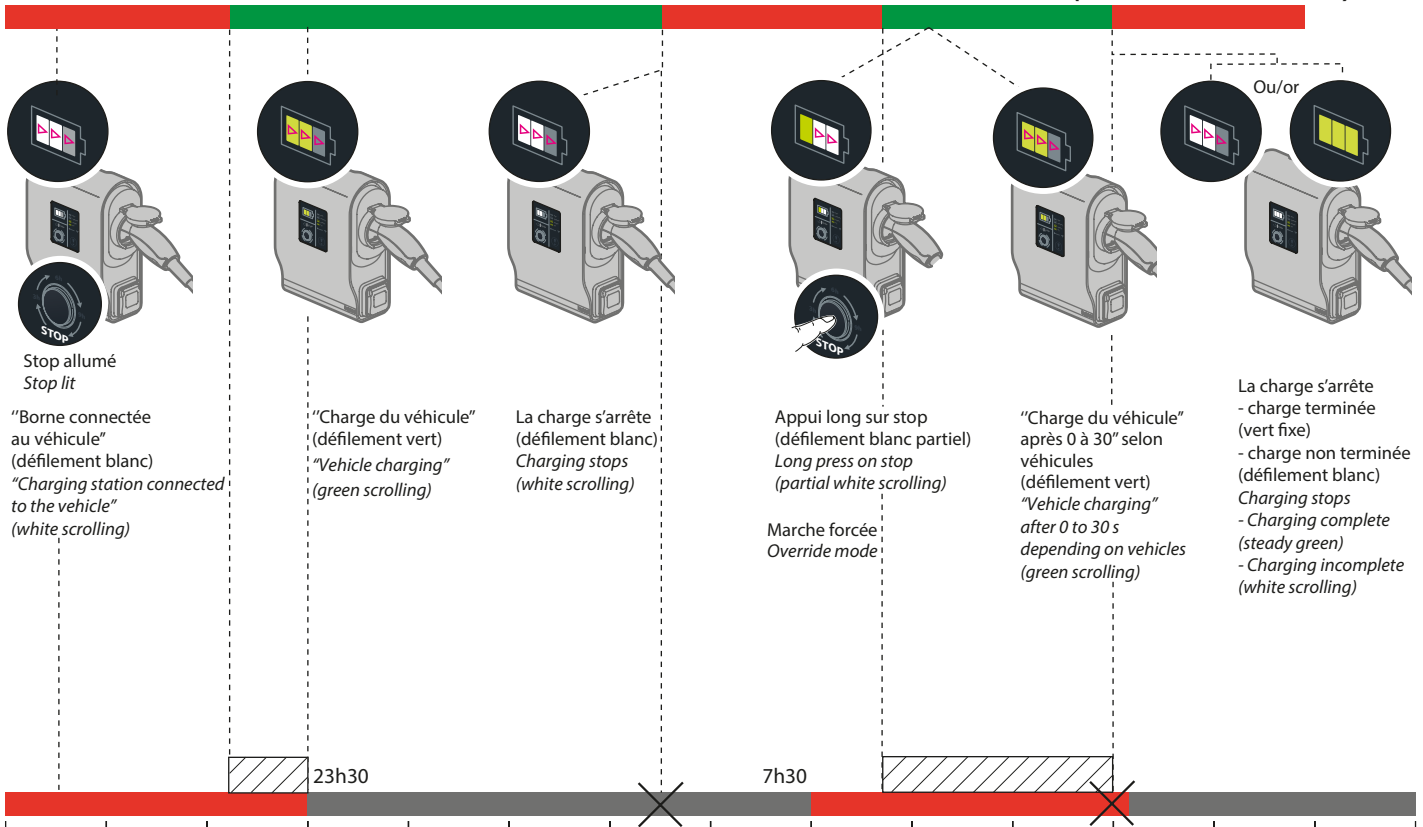 Ou/or
STOP
STOP
Stop allumé
Stop lit
‘’Borne connectée
au véhicule”
(défilement blanc)
“Charging station connected
to the vehicle”
(white scrolling)
‘’Charge du véhicule”
(défilement vert)
“Vehicle charging”
(green scrolling)
La charge s’arrête
(défilement blanc)
Charging stops
(white scrolling)
Appui long sur stop
(défilement blanc partiel)
Long press on stop
(partial white scrolling)
Marche forcée
Override mode
‘’Charge du véhicule”
après 0 à 30” selon
véhicules
(défilement vert)
“Vehicle charging”
after 0 to 30 s
depending on vehicles
(green scrolling)
La charge s’arrête
- charge terminée
(vert fixe)
- charge non terminée
(défilement blanc)
Charging stops
- Charging complete
(steady green)
- Charging incomplete
(white scrolling)
23h30
7h30